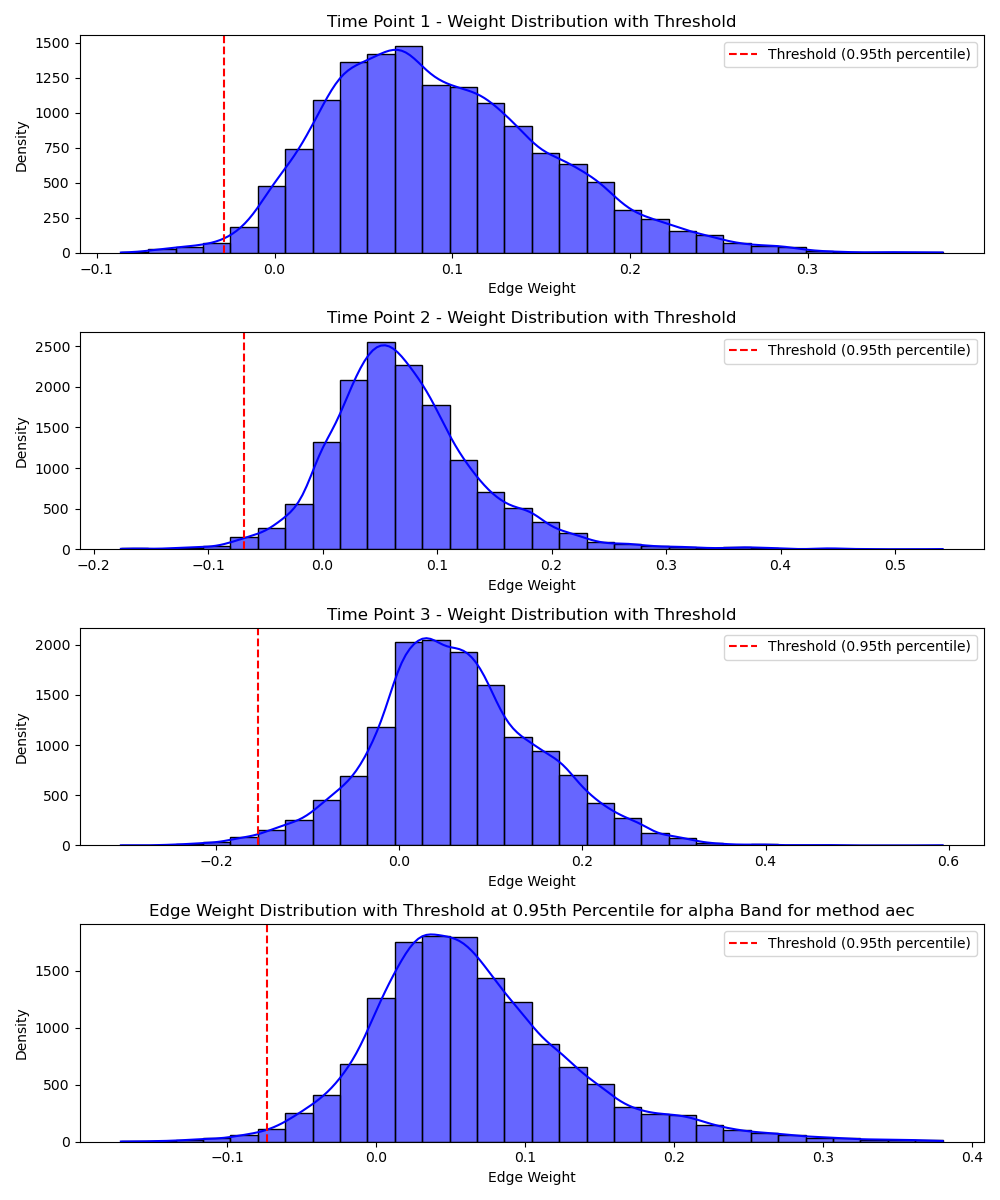 Time Point 1 - Weight Distribution with Threshold
Threshold (0.95th percentile)
Density
1500
1250
1000
750
500
250
0
−0.1 0.0 0.1 0.2 0.3
Edge Weight
Time Point 2 - Weight Distribution with Threshold
Threshold (0.95th percentile)
Density
2500
2000
1500
1000
500
0
−0.2 −0.1 0.0 0.1 0.2 0.3 0.4 0.5
Edge Weight
Time Point 3 - Weight Distribution with Threshold
Threshold (0.95th percentile)
Density
2000
1500
1000
500
0
−0.2 0.0 0.2 0.4 0.6
Edge Weight
Edge Weight Distribution with Threshold at 0.95th Percentile for alpha Band for method aec
Threshold (0.95th percentile)
Density
1500
1000
500
0
−0.1 0.0 0.1 0.2 0.3 0.4
Edge Weight